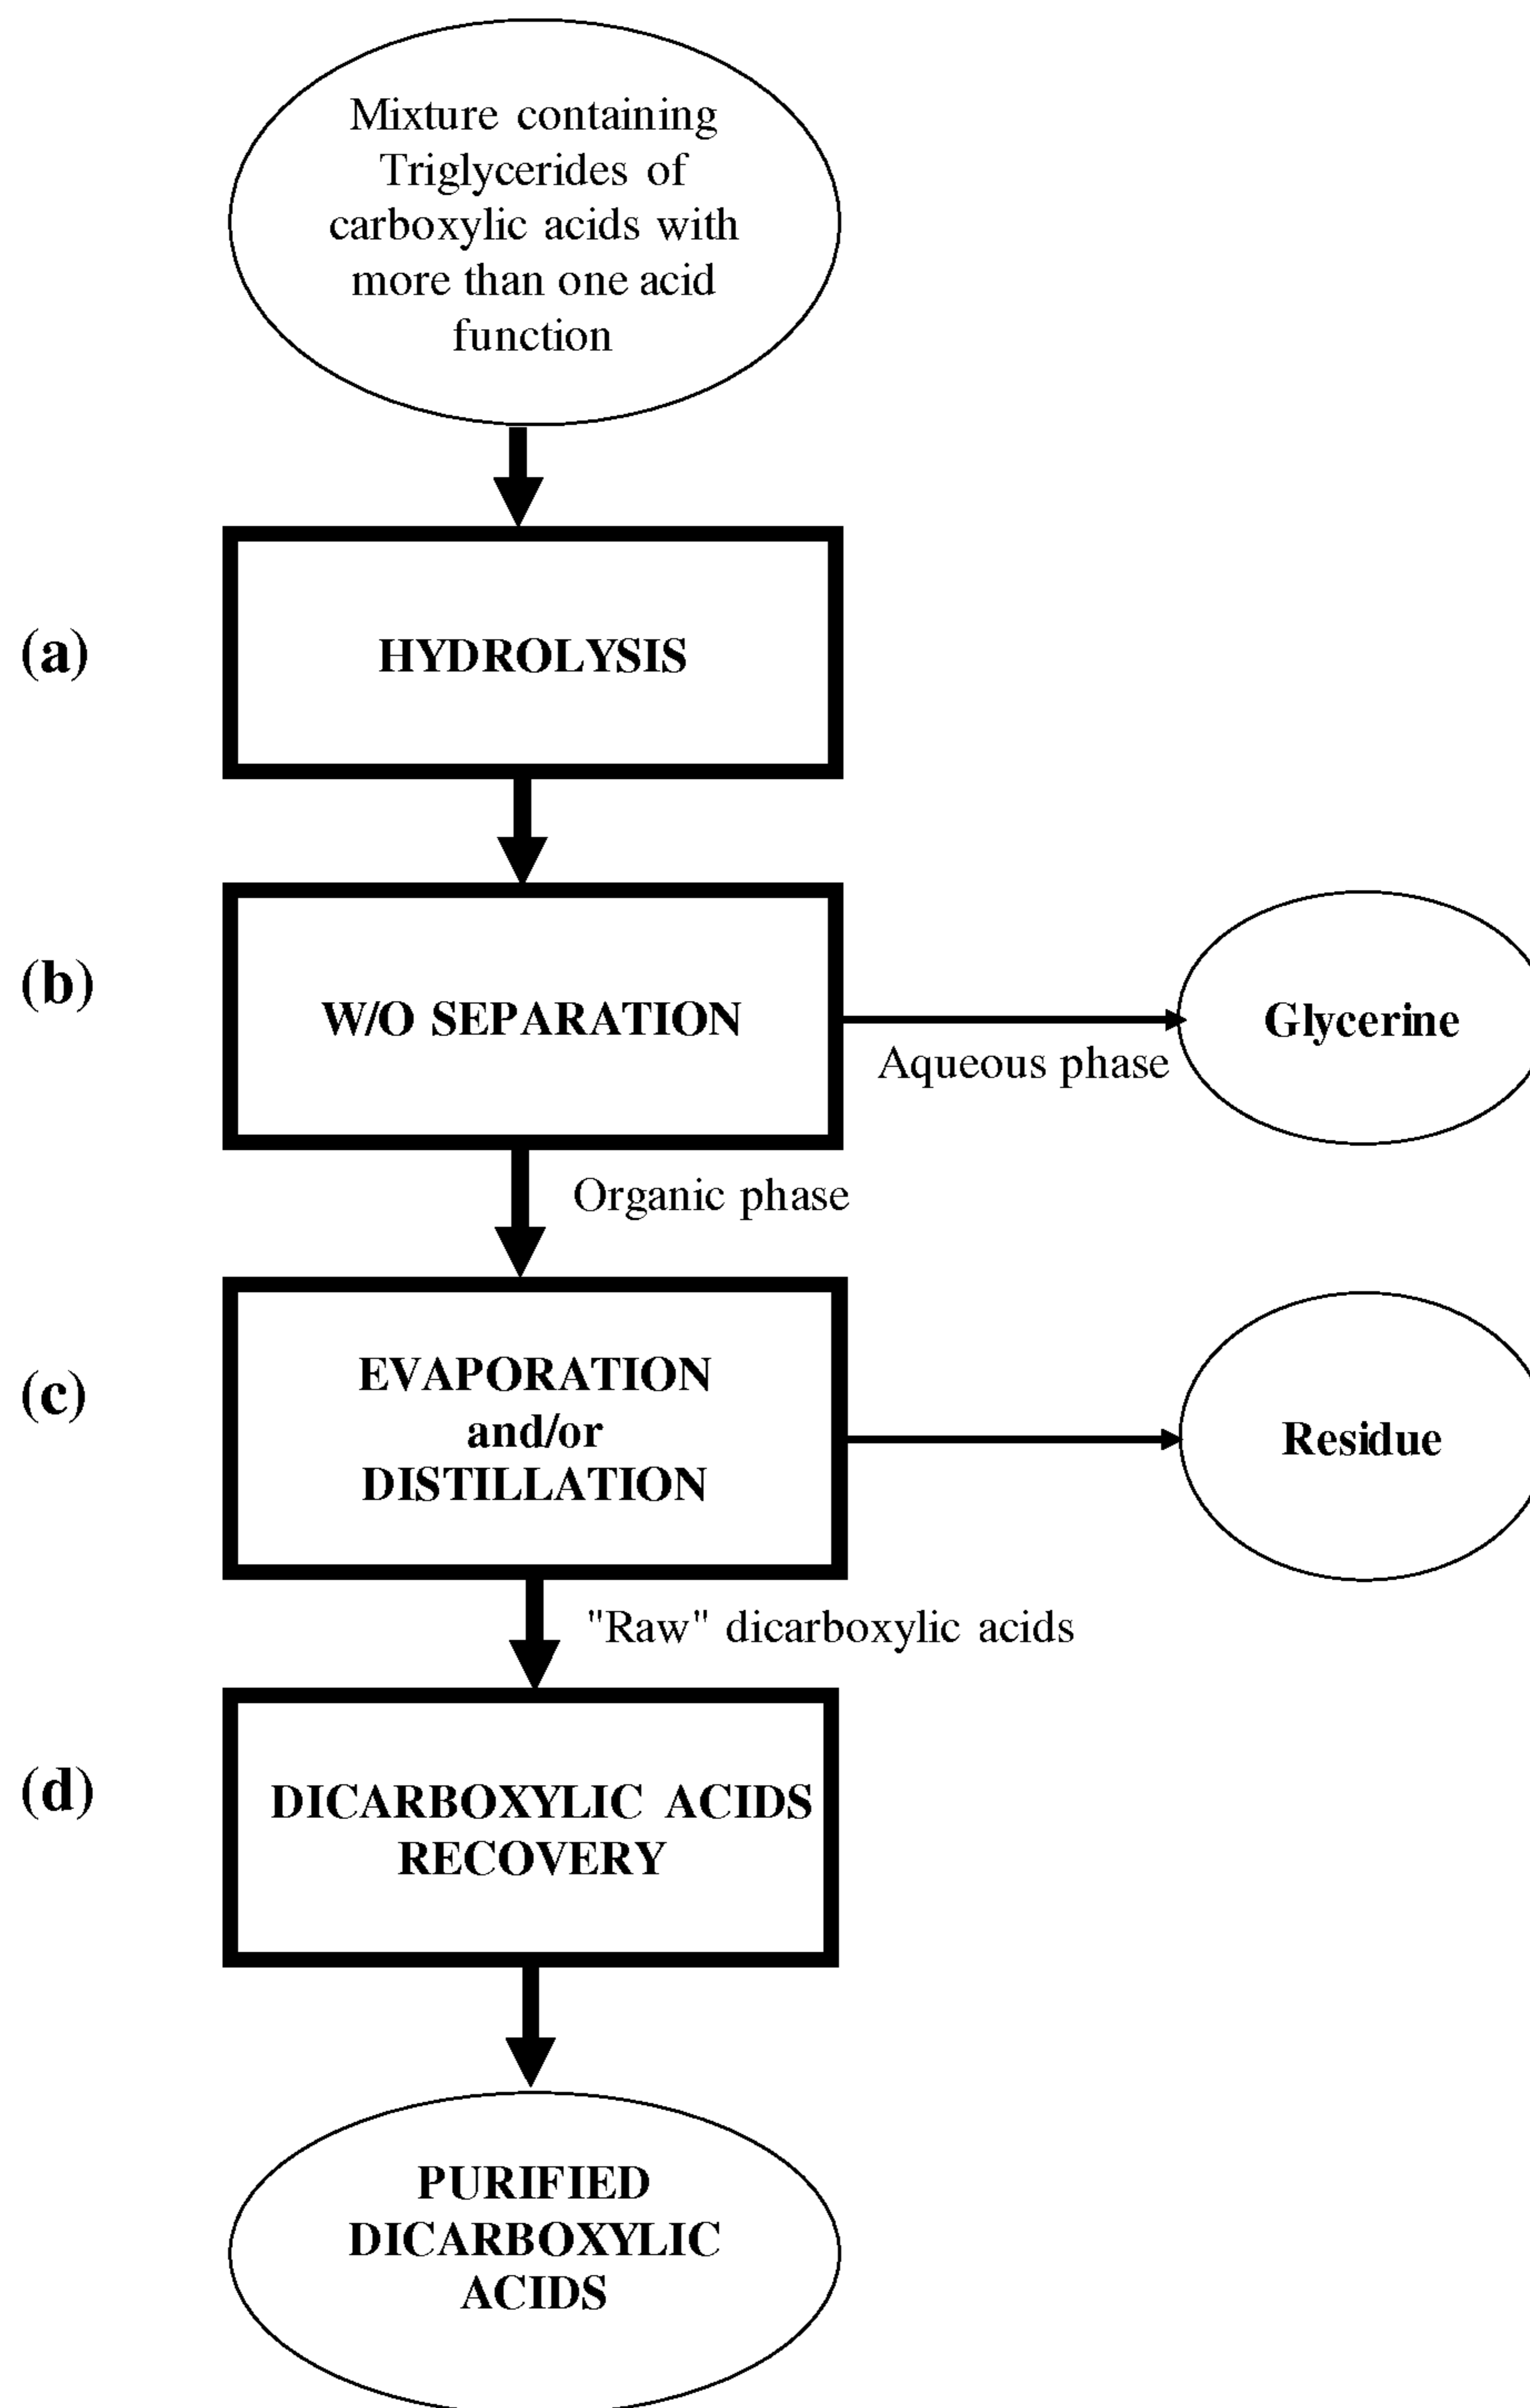 Mixture containing
Triglycerides of
carboxylic acids with
more than one acid
function
(a)
HYDROLYSIS
(b)
W/O SEPARATION
Aqueous phase
Glycerine
Organic phase
(c)
EVAPORATION
and/or
DISTILLATION
Residue
"Raw" dicarboxylic acids
(d)
DICARBOXYLIC ACIDS
RECOVERY
PURIFIED
DICARBOXYLIC
ACIDS